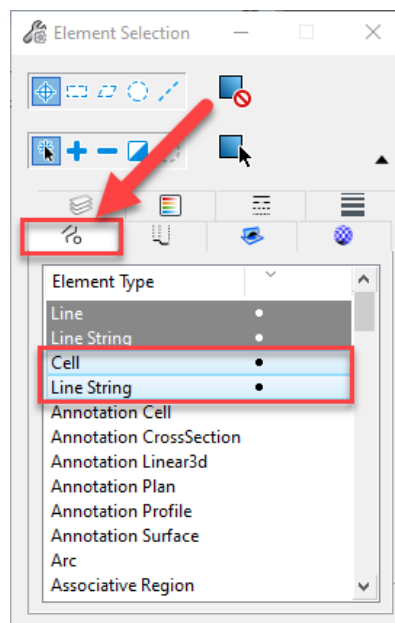 Element Selection
Element Type
Line
Line String
Cell
Line String
Annotation Cell
Annotation CrossSection
Annotation Linear3d
Annotation Plan
Annotation Profile
Annotation Surface
Arc
Associative Region